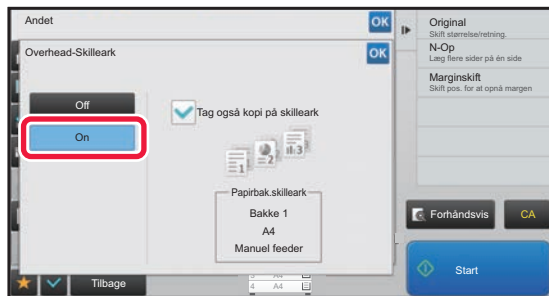 Andet
OK
Overhead-Skilleark
OK
Off
On
Tag også kopi på skilleark
1
2
3
Papirbak.skilleark
Bakke 1
A4
Manuel feeder
Tilbage
4 A4
Original
Skift størrelse/retning.
N-Op
Læg flere sider på én side
Marginskift
Skift pos. for at opnå margen
Forhåndsvis
CA
Start